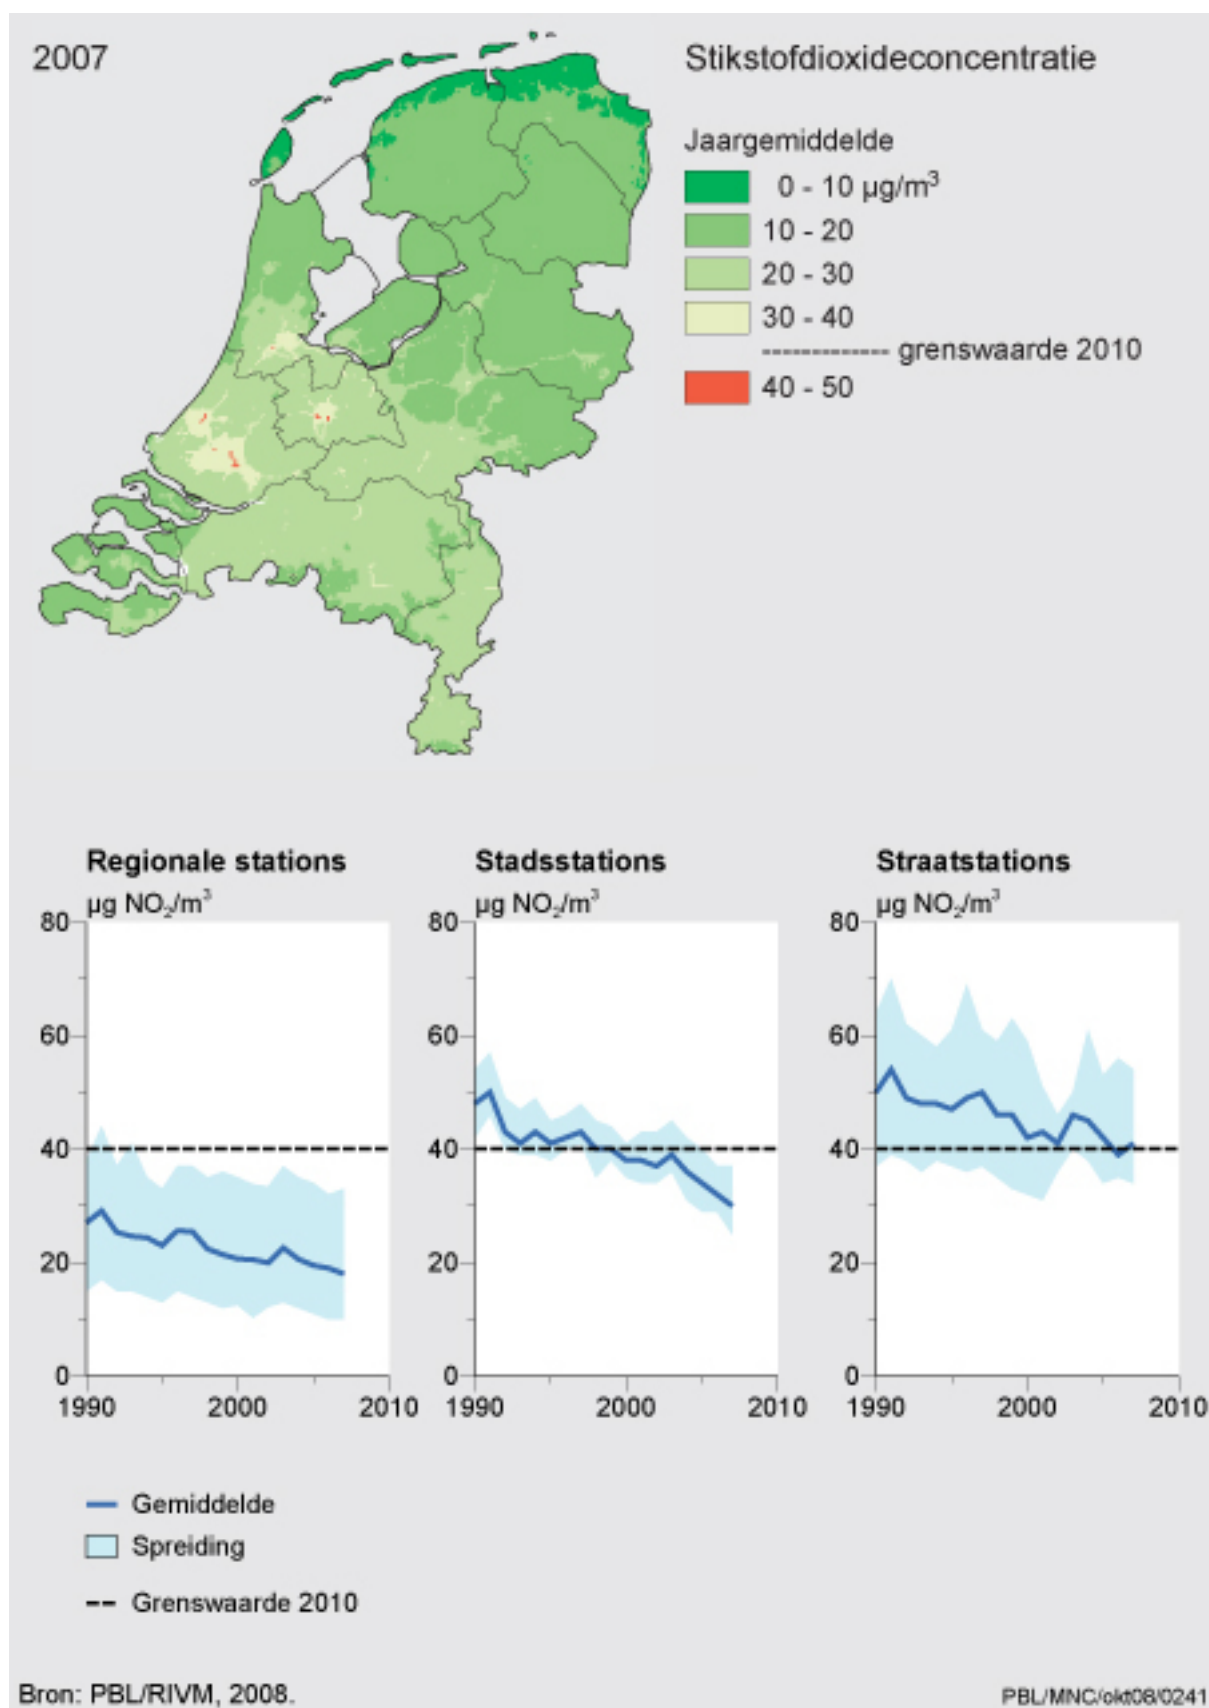 2007
Stikstofdioxideconcentratie
Jaargemiddelde
0 - 10 µg/m³
10 - 20
20 - 30
30 - 40
grenswaarde 2010
40 - 50
Regionale stations
µg NO₂/m³
80
60
40
20
0
1990 2000 2010
Stadsstations
µg NO₂/m³
80
60
40
20
0
1990 2000 2010
Straatstations
µg NO₂/m³
80
60
40
20
0
1990 2000 2010
Gemiddelde
Spreiding
Grenswaarde 2010
Bron: PBL/RIVM, 2008.
PBL/MNC/okt08/0241